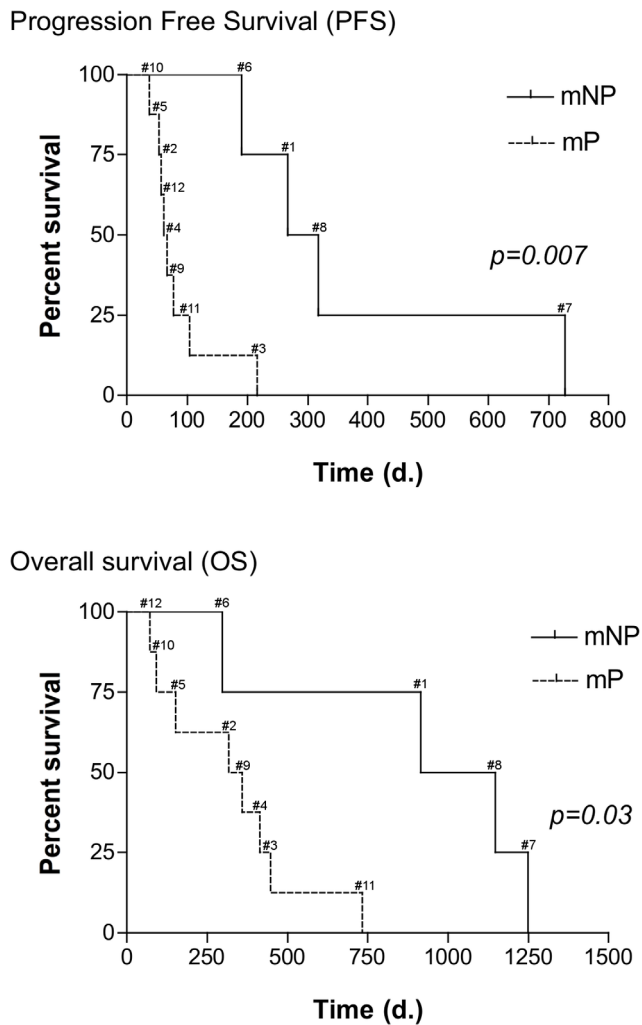 Progression Free Survival (PFS)
100
75
50
25
0
Percent survival
#10
#6
#5
#2
#1
#12
#4
#8
#9
#11
#7
#3
mNP
mP
p=0.007
0 100 200 300 400 500 600 700 800
Time (d.)
Overall survival (OS)
100
75
50
25
0
Percent survival
#12
#6
#10
#5
#1
#2
#9
#8
#4
#3
#7
#11
mNP
mP
p=0.03
0 250 500 750 1000 1250 1500
Time (d.)